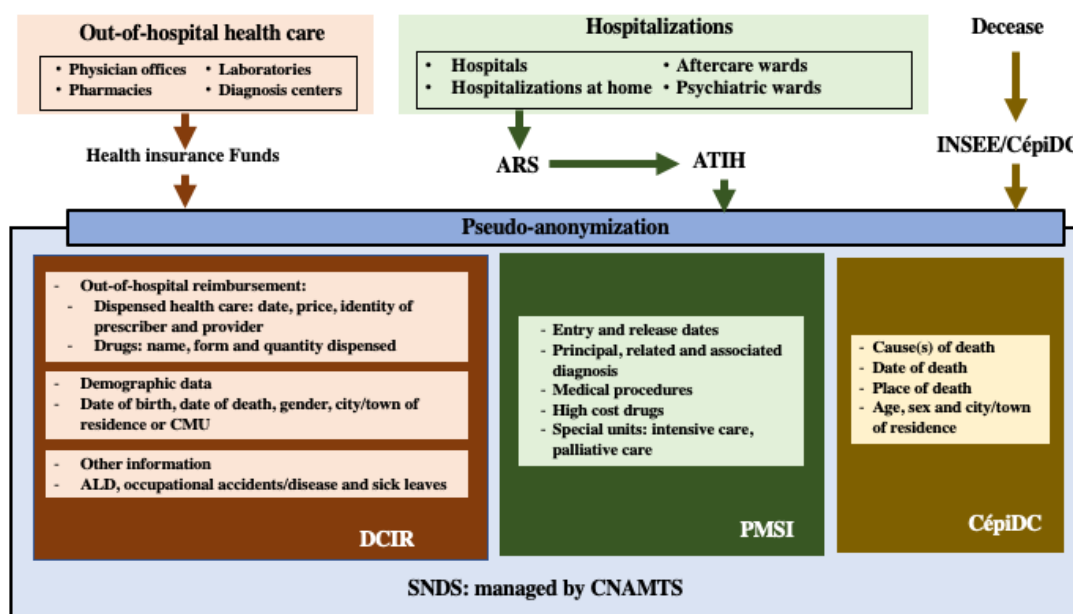 Out-of-hospital health care
• Physician offices • Laboratories
• Pharmacies • Diagnosis centers
Hospitalizations
• Hospitals • Aftercare wards
• Hospitalizations at home • Psychiatric wards
Decease
Health insurance Funds
ARS
ATIH
INSEE/CépiDC
Pseudo-anonymization
- Out-of-hospital reimbursement:
- Dispensed health care: date, price, identity of
prescriber and provider
- Drugs: name, form and quantity dispensed
- Demographic data
- Date of birth, date of death, gender, city/town of
residence or CMU
- Other information
- ALD, occupational accidents/disease and sick leaves
DCIR
- Entry and release dates
- Principal, related and associated
diagnosis
- Medical procedures
- High cost drugs
- Special units: intensive care,
palliative care
PMSI
- Cause(s) of death
- Date of death
- Place of death
- Age, sex and city/town
of residence
CépiDC
SNDS: managed by CNAMTS